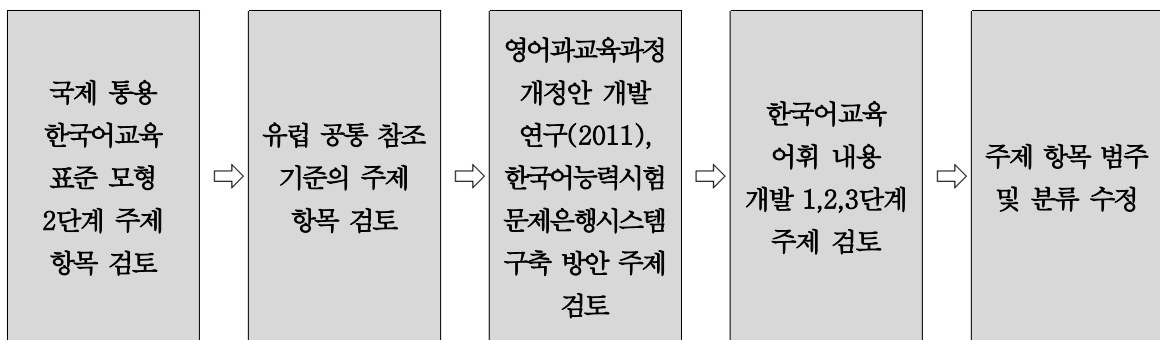 국제 통용
한국어교육
표준 모형
2단계 주제
항목 검토
유럽 공통 참조
기준의 주제
항목 검토
영어과교육과정
개정안 개발
연구(2011),
한국어능력시험
문제은행시스템
구축 방안 주제
검토
한국어교육
어휘 내용
개발 1,2,3단계
주제 검토
주제 항목 범주
및 분류 수정